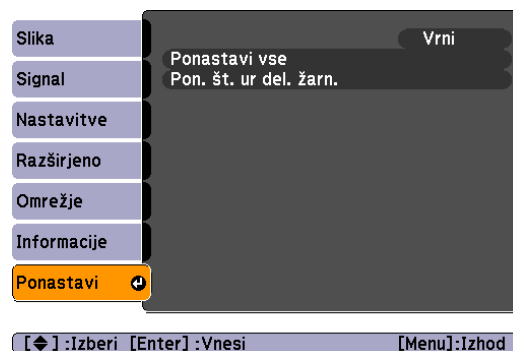 Slika
Signal
Nastavitve
Razširjeno
Omrežje
Informacije
Ponastavi
Vrni
Ponastavi vse
Pon. št. ur del. žarn.
[◆] :Izberi [Enter] :Vnesi [Menu]:Izhod